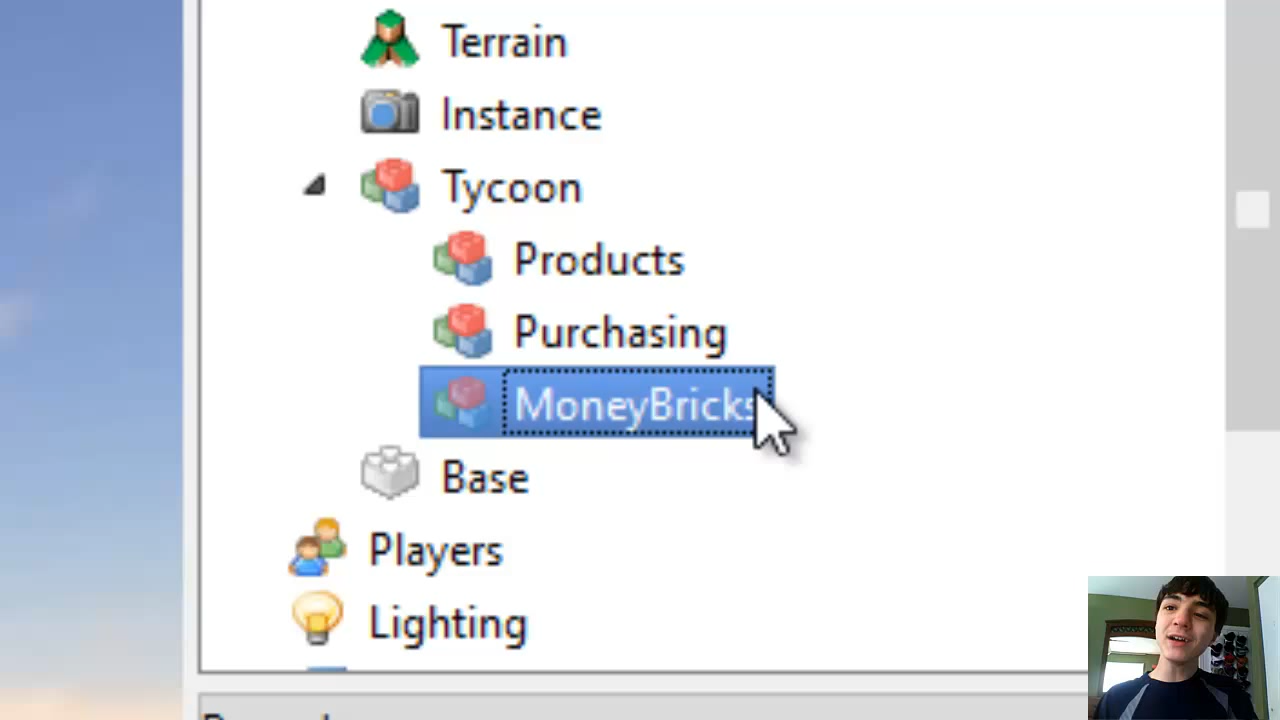 Terrain
Instance
Tycoon
Products
Purchasing
MoneyBricks
Base
Players
Lighting